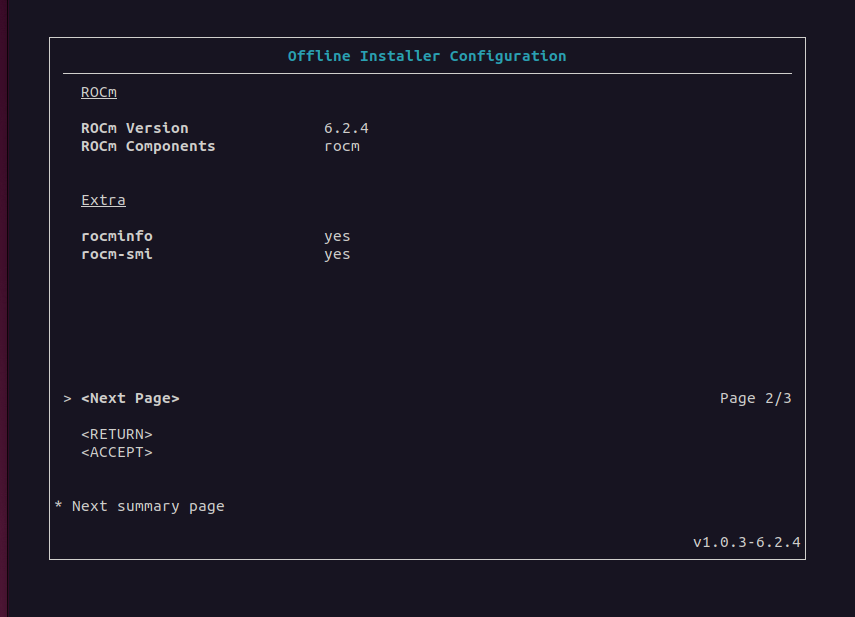 Offline Installer Configuration
ROCm
ROCm Version 6.2.4
ROCm Components rocm
Extra
rocminfo yes
rocm-smi yes
> <Next Page> Page 2/3
<RETURN>
<ACCEPT>
* Next summary page
v1.0.3-6.2.4